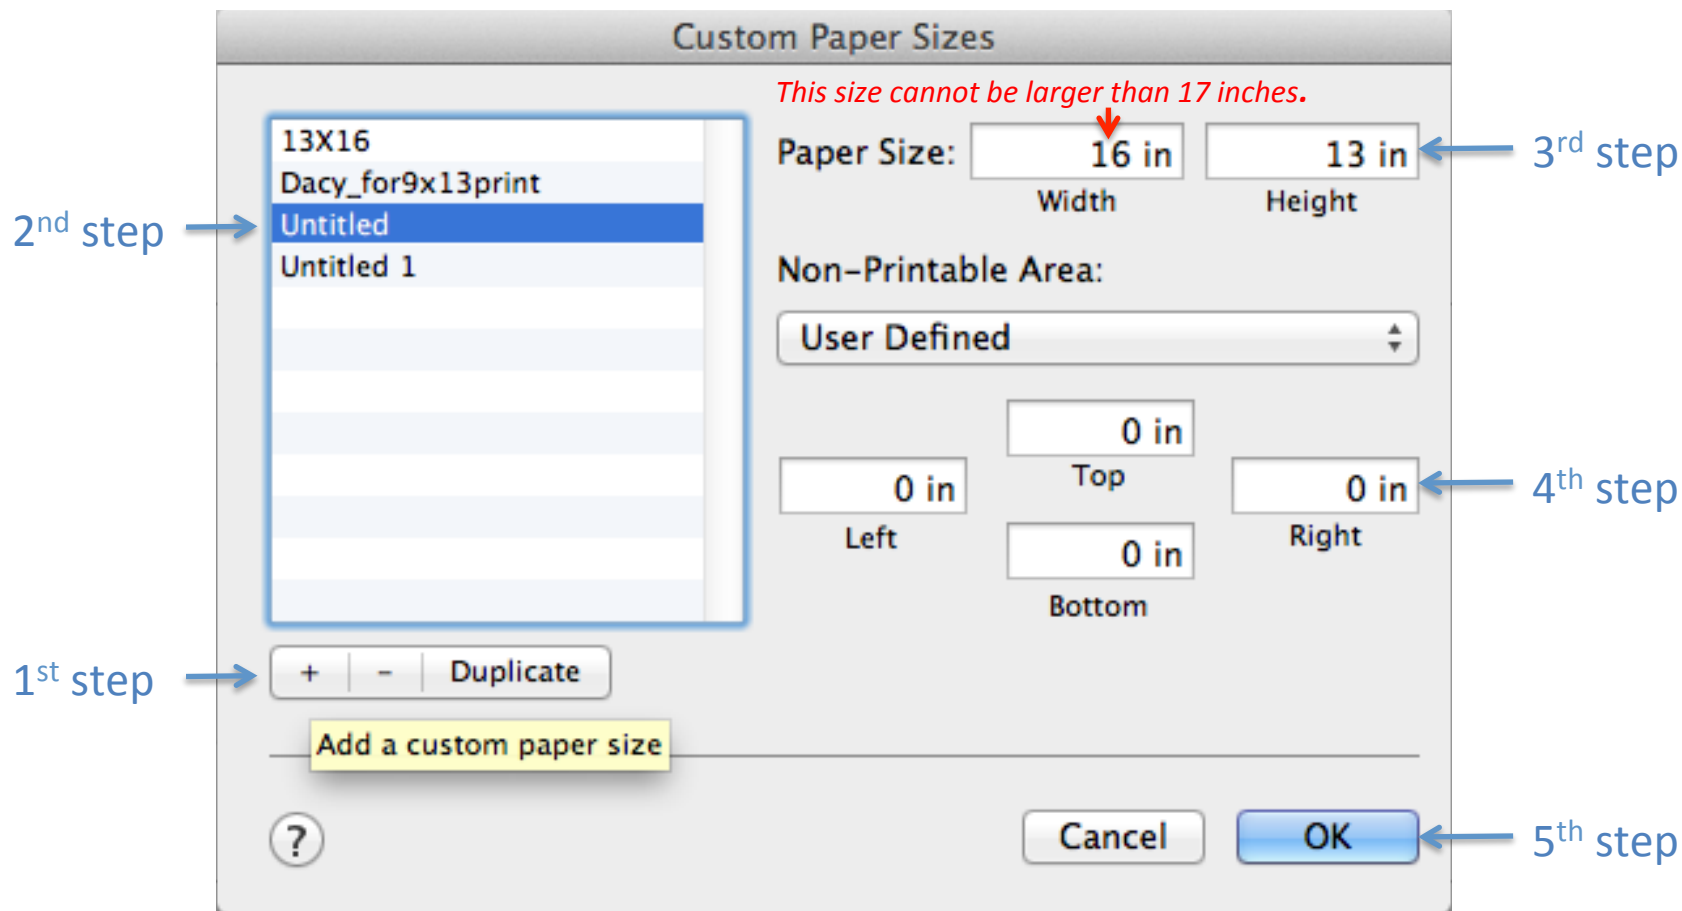 Custom Paper Sizes
This size cannot be larger than 17 inches.
13X16
Dacy_for9x13print
Untitled
Untitled 1
2nd step
Paper Size:
16 in
13 in
3rd step
Width
Height
Non-Printable Area:
User Defined
0 in
Top
0 in
Left
0 in
Right
4th step
0 in
Bottom
1st step
+
-
Duplicate
Add a custom paper size
?
Cancel
OK
5th step